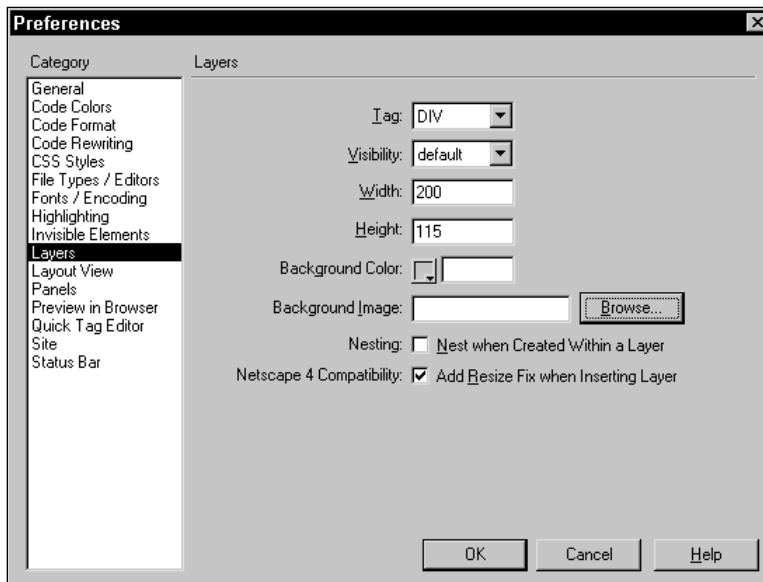 Preferences
Category
General
Code Colors
Code Format
Code Rewriting
CSS Styles
File Types / Editors
Fonts / Encoding
Highlighting
Invisible Elements
Layers
Layout View
Panels
Preview in Browser
Quick Tag Editor
Site
Status Bar
Layers
Tag: DIV
Visibility: default
Width: 200
Height: 115
Background Color:
Background Image: Browse...
Nesting: Nest when Created Within a Layer
Netscape 4 Compatibility: Add Resize Fix when Inserting Layer
OK Cancel Help